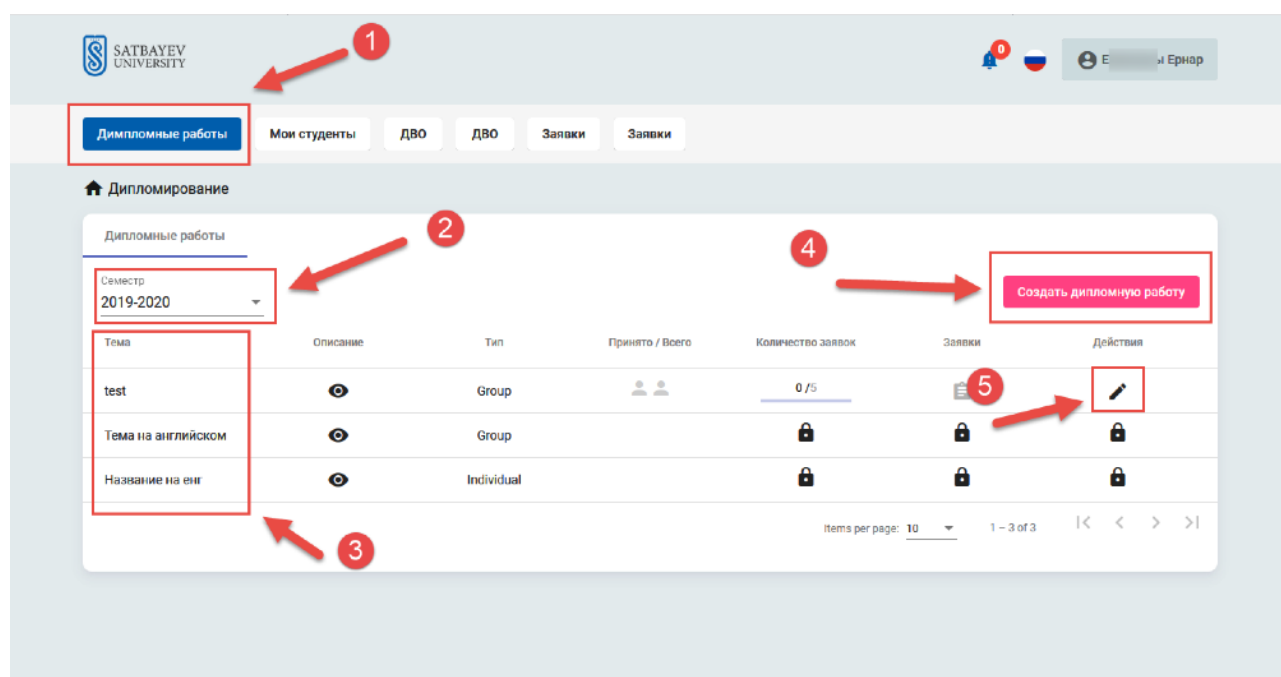 SATBAYEV
UNIVERSITY
1
0
Е ы Ернар
Димпломные работы Мои студенты ДВО ДВО Заявки Заявки
Дипломирование
Дипломные работы
2
4
Семестр
2019-2020
Создать дипломную работу
Тема Описание Тип Принято / Всего Количество заявок Заявки Действия
test Group 0 /5
5
Тема на английском Group
Название на енг Individual
Items per page: 10 1 – 3 of 3
3